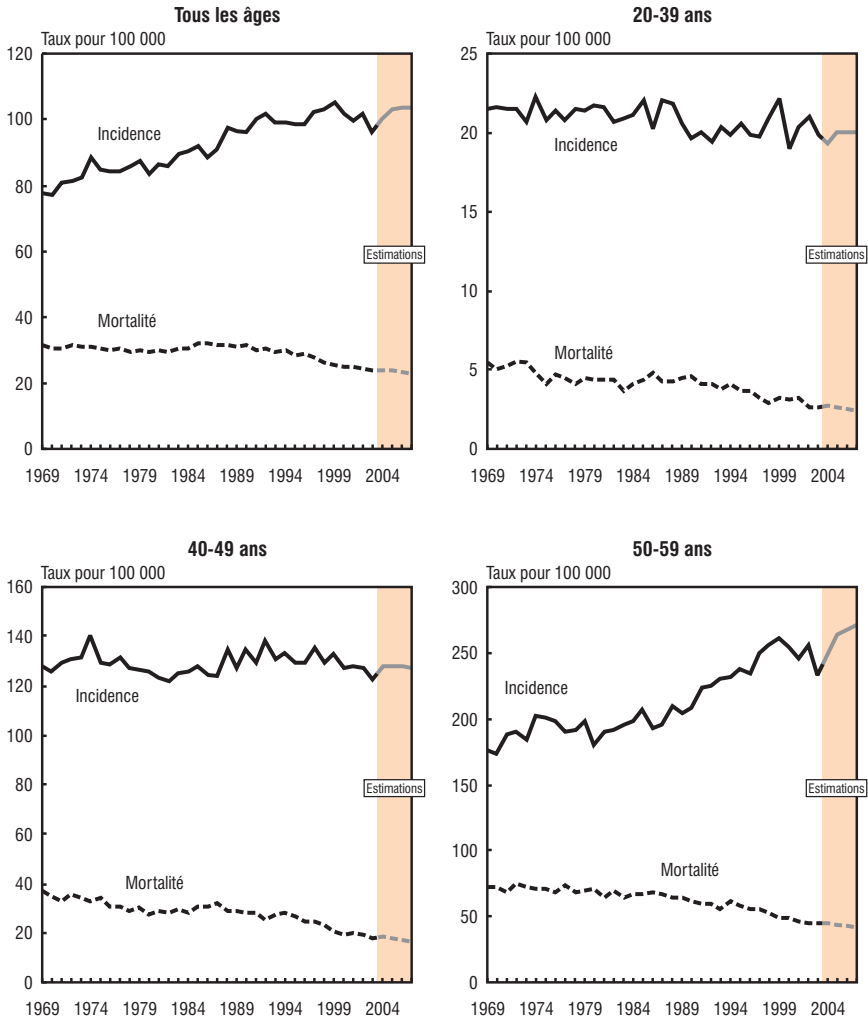 Tous les âges
Taux pour 100 000
120
100
80
60
40
20
0
Incidence
Mortalité
Estimations
1969 1974 1979 1984 1989 1994 1999 2004
20-39 ans
Taux pour 100 000
25
20
15
10
5
0
Incidence
Mortalité
Estimations
1969 1974 1979 1984 1989 1994 1999 2004
40-49 ans
Taux pour 100 000
160
140
120
100
80
60
40
20
0
Incidence
Mortalité
Estimations
1969 1974 1979 1984 1989 1994 1999 2004
50-59 ans
Taux pour 100 000
300
250
200
150
100
50
0
Incidence
Mortalité
Estimations
1969 1974 1979 1984 1989 1994 1999 2004